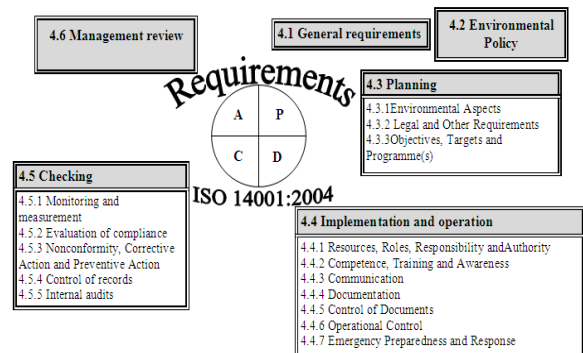 4.6 Management review
4.1 General requirements
4.2 Environmental
Policy
Requirements
A
P
C
D
ISO 14001:2004
4.3 Planning
4.3.1Environmental Aspects
4.3.2 Legal and Other Requirements
4.3.3Objectives, Targets and
Programme(s)
4.5 Checking
4.5.1 Monitoring and
measurement
4.5.2 Evaluation of compliance
4.5.3 Nonconformity, Corrective
Action and Preventive Action
4.5.4 Control of records
4.5.5 Internal audits
4.4 Implementation and operation
4.4.1 Resources, Roles, Responsibility andAuthority
4.4.2 Competence, Training and Awareness
4.4.3 Communication
4.4.4 Documentation
4.4.5 Control of Documents
4.4.6 Operational Control
4.4.7 Emergency Preparedness and Response